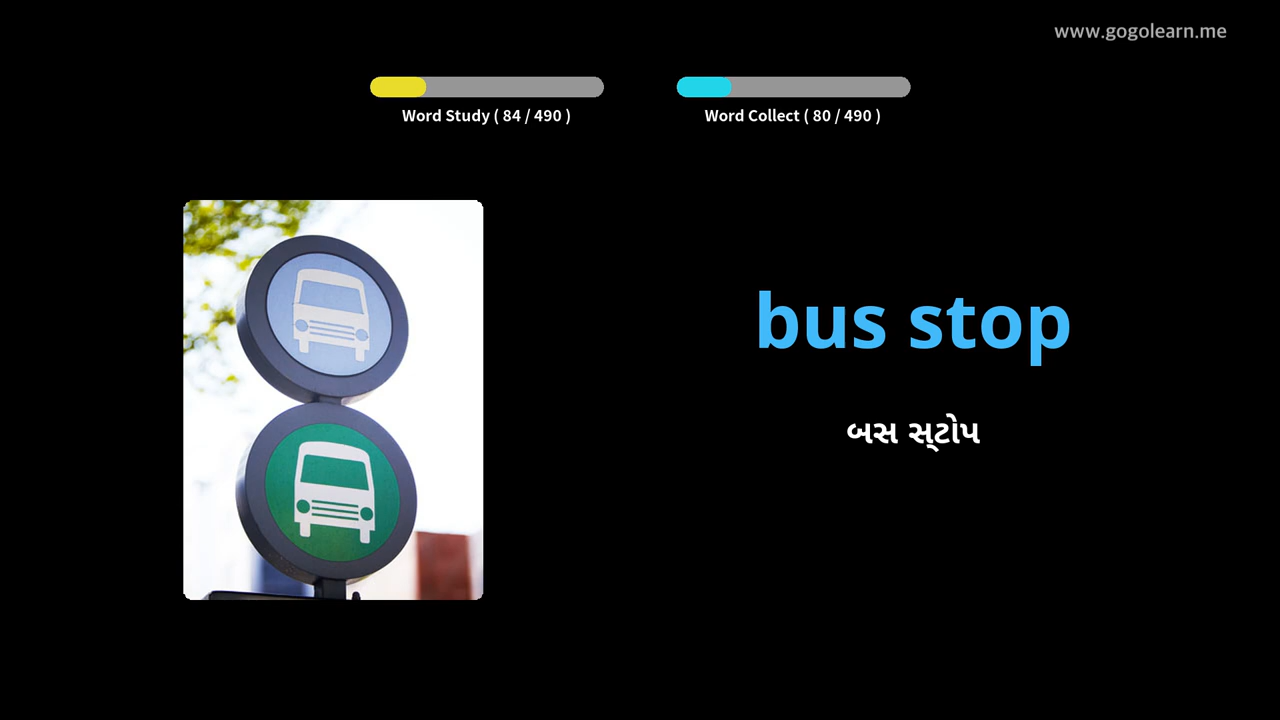 www.gogolearn.me
Word Study ( 84 / 490 )
Word Collect ( 80 / 490 )
bus stop
બસ સ્ટોપ